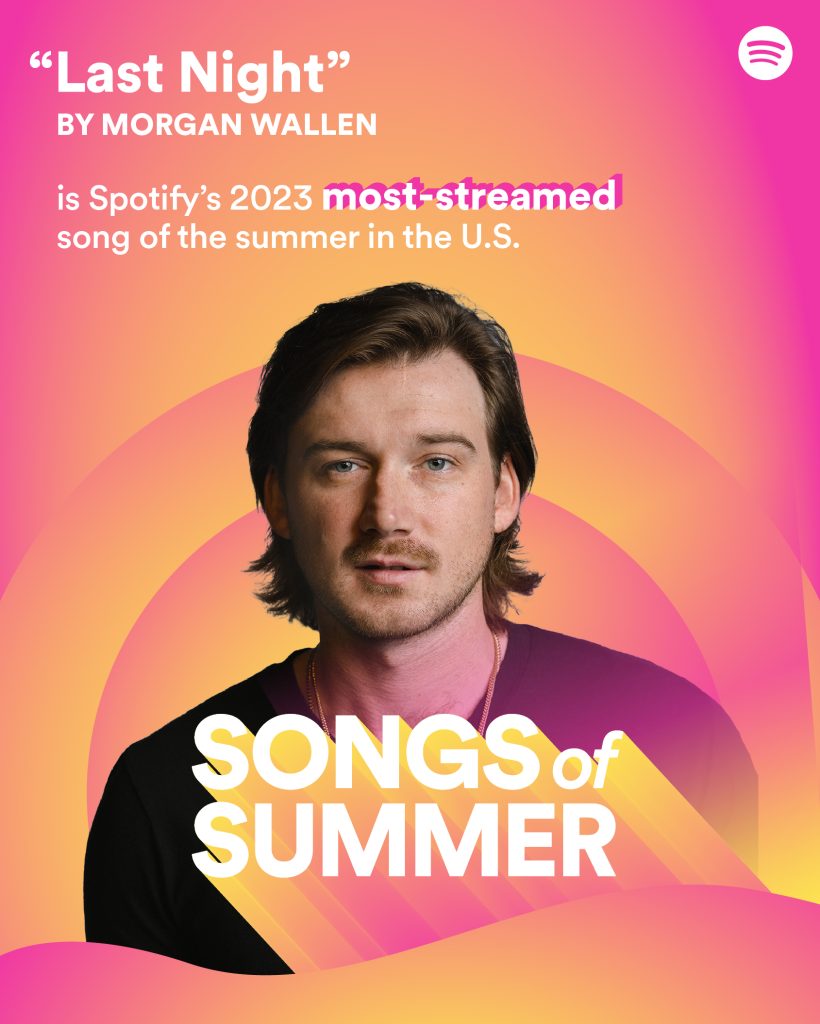 “Last Night”
BY MORGAN WALLEN
is Spotify’s 2023 most-streamed
song of the summer in the U.S.
SONGS of
SUMMER